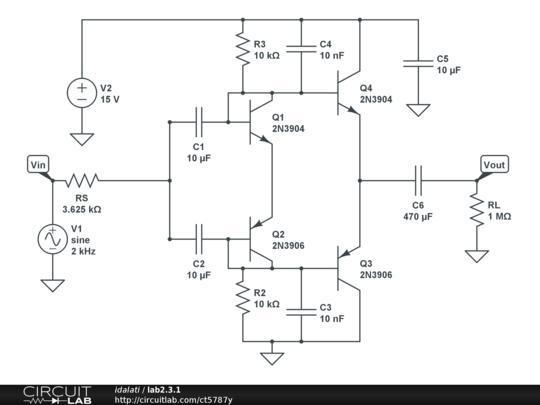 R3
10 kΩ
C4
10 nF
C5
10 µF
V2
15 V
Q4
2N3904
Q1
2N3904
C1
10 µF
Vin
RS
3.625 kΩ
Vout
C6
470 µF
RL
1 MΩ
V1
sine
2 kHz
Q2
2N3906
C2
10 µF
Q3
2N3906
R2
10 kΩ
C3
10 nF
CIRCUIT
LAB
idalati / lab2.3.1
http://circuitlab.com/ct5787y